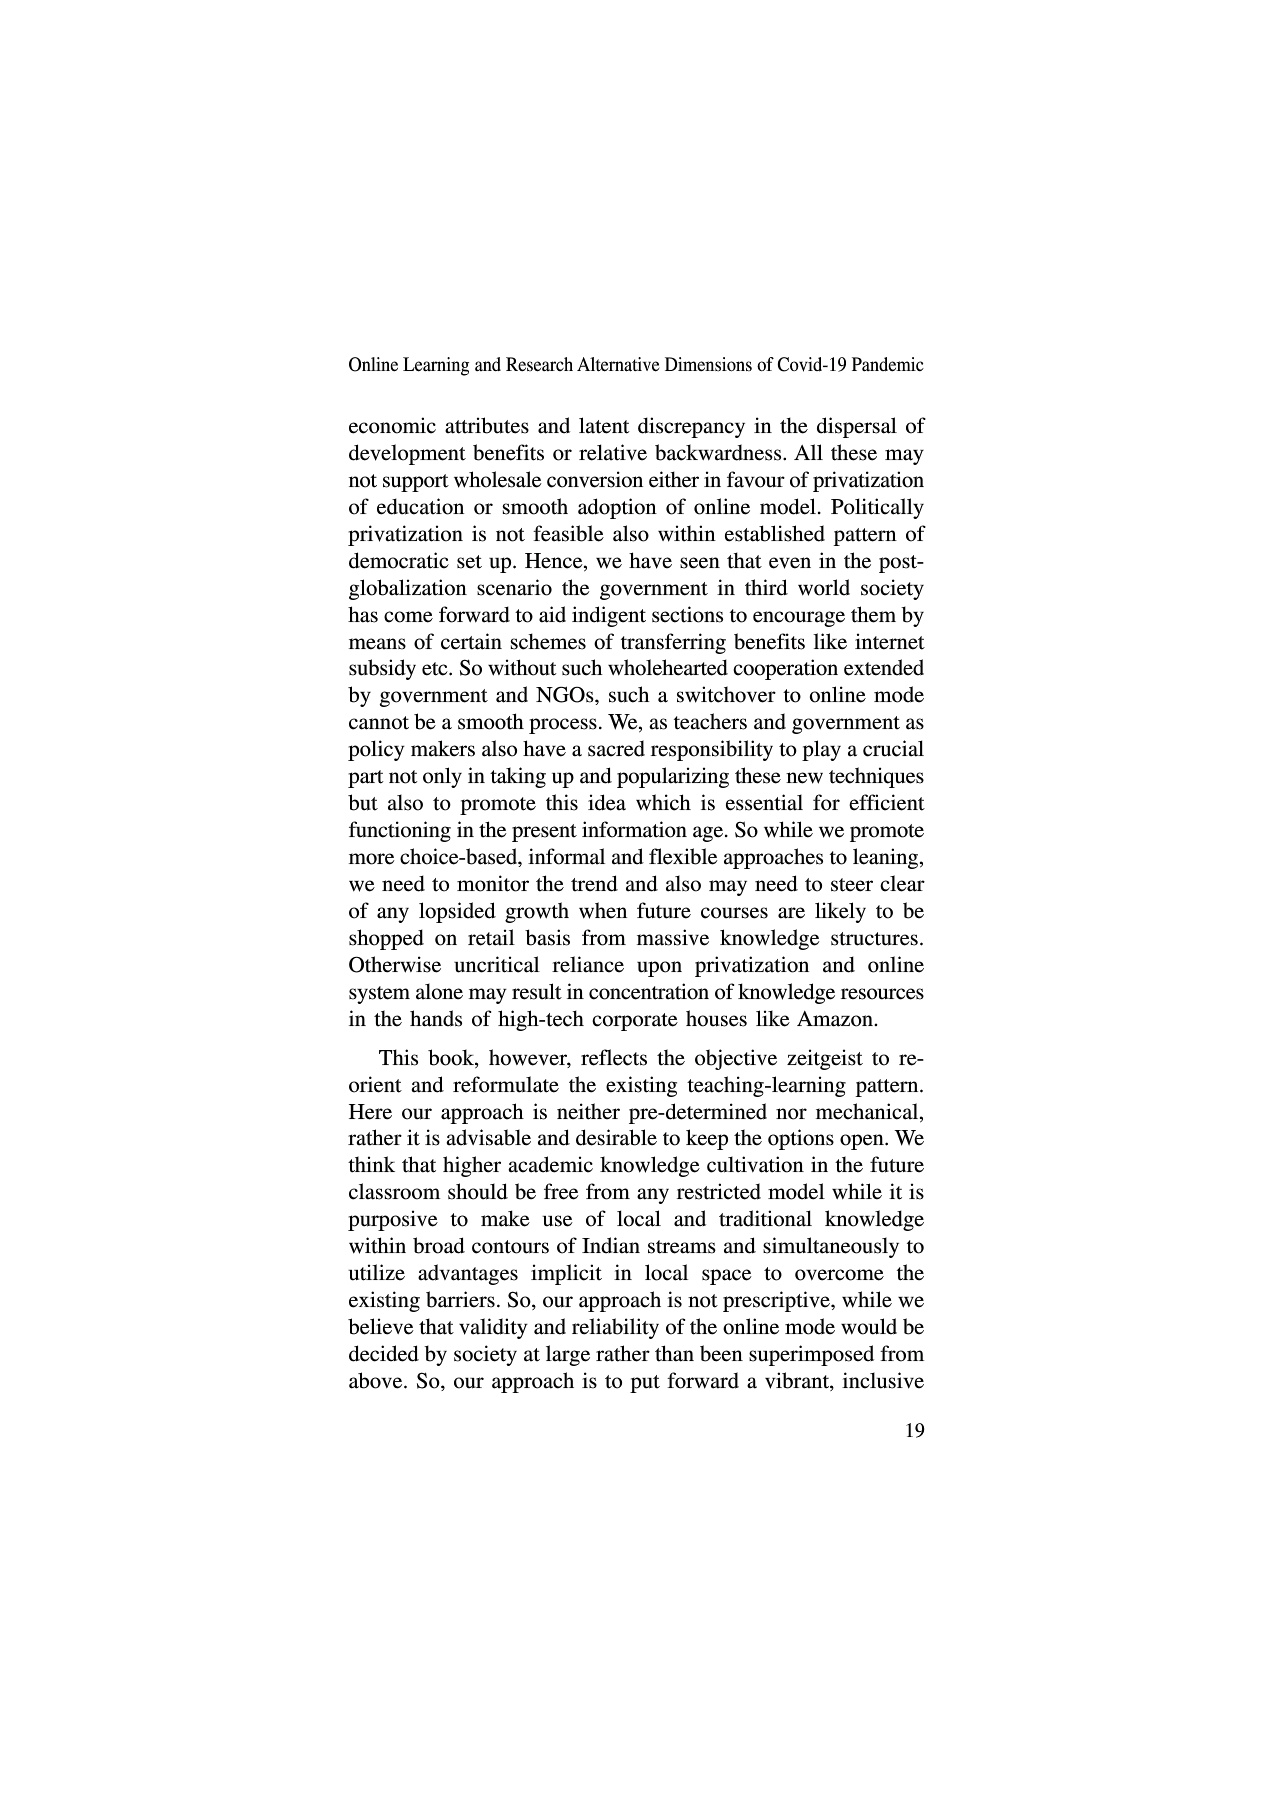 Online Learning and Research Alternative Dimensions of Covid-19 Pandemic
economic attributes and latent discrepancy in the dispersal of
development benefits or relative backwardness. All these may
not support wholesale conversion either in favour of privatization
of education or smooth adoption of online model. Politically
privatization is not feasible also within established pattern of
democratic set up. Hence, we have seen that even in the post-
globalization scenario the government in third world society
has come forward to aid indigent sections to encourage them by
means of certain schemes of transferring benefits like internet
subsidy etc. So without such wholehearted cooperation extended
by government and NGOs, such a switchover to online mode
cannot be a smooth process. We, as teachers and government as
policy makers also have a sacred responsibility to play a crucial
part not only in taking up and popularizing these new techniques
but also to promote this idea which is essential for efficient
functioning in the present information age. So while we promote
more choice-based, informal and flexible approaches to leaning,
we need to monitor the trend and also may need to steer clear
of any lopsided growth when future courses are likely to be
shopped on retail basis from massive knowledge structures.
Otherwise uncritical reliance upon privatization and online
system alone may result in concentration of knowledge resources
in the hands of high-tech corporate houses like Amazon.
This book, however, reflects the objective zeitgeist to re-
orient and reformulate the existing teaching-learning pattern.
Here our approach is neither pre-determined nor mechanical,
rather it is advisable and desirable to keep the options open. We
think that higher academic knowledge cultivation in the future
classroom should be free from any restricted model while it is
purposive to make use of local and traditional knowledge
within broad contours of Indian streams and simultaneously to
utilize advantages implicit in local space to overcome the
existing barriers. So, our approach is not prescriptive, while we
believe that validity and reliability of the online mode would be
decided by society at large rather than been superimposed from
above. So, our approach is to put forward a vibrant, inclusive
19